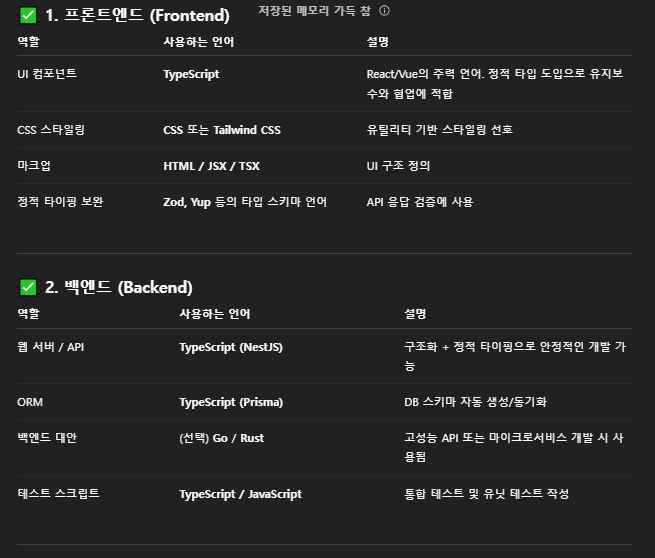 ✅ 1. 프론트엔드 (Frontend)
저장된 메모리 가득 참 ⓘ
역할 사용하는 언어 설명
UI 컴포넌트 TypeScript React/Vue의 주력 언어. 정적 타입 도입으로 유지보
수와 협업에 적합
CSS 스타일링 CSS 또는 Tailwind CSS 유틸리티 기반 스타일링 선호
마크업 HTML / JSX / TSX UI 구조 정의
정적 타이핑 보완 Zod, Yup 등의 타입 스키마 언어 API 응답 검증에 사용
✅ 2. 백엔드 (Backend)
역할 사용하는 언어 설명
웹 서버 / API TypeScript (NestJS) 구조화 + 정적 타이핑으로 안정적인 개발 가
능
ORM TypeScript (Prisma) DB 스키마 자동 생성/동기화
백엔드 대안 (선택) Go / Rust 고성능 API 또는 마이크로서비스 개발 시 사
용됨
테스트 스크립트 TypeScript / JavaScript 통합 테스트 및 유닛 테스트 작성